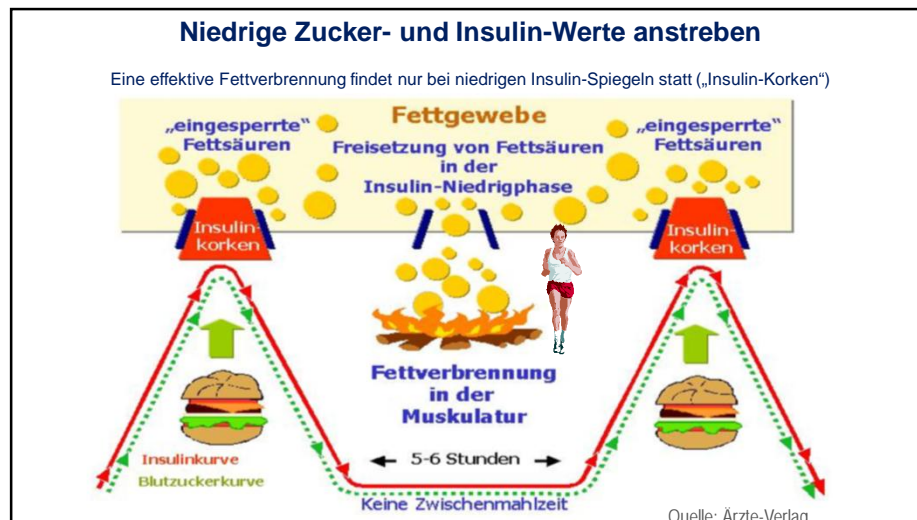 Niedrige Zucker- und Insulin-Werte anstreben
Eine effektive Fettverbrennung findet nur bei niedrigen Insulin-Spiegeln statt („Insulin-Korken“)
Fettgewebe
„eingesperrte“
Fettsäuren
Freisetzung von Fettsäuren
in der
Insulin-Niedrigphase
„eingesperrte“
Fettsäuren
Insulin-
korken
Insulin-
korken
Fettverbrennung
in der
Muskulatur
Insulinkurve
Blutzuckerkurve
5-6 Stunden
Keine Zwischenmahlzeit
Quelle: Ärzte-Verlag